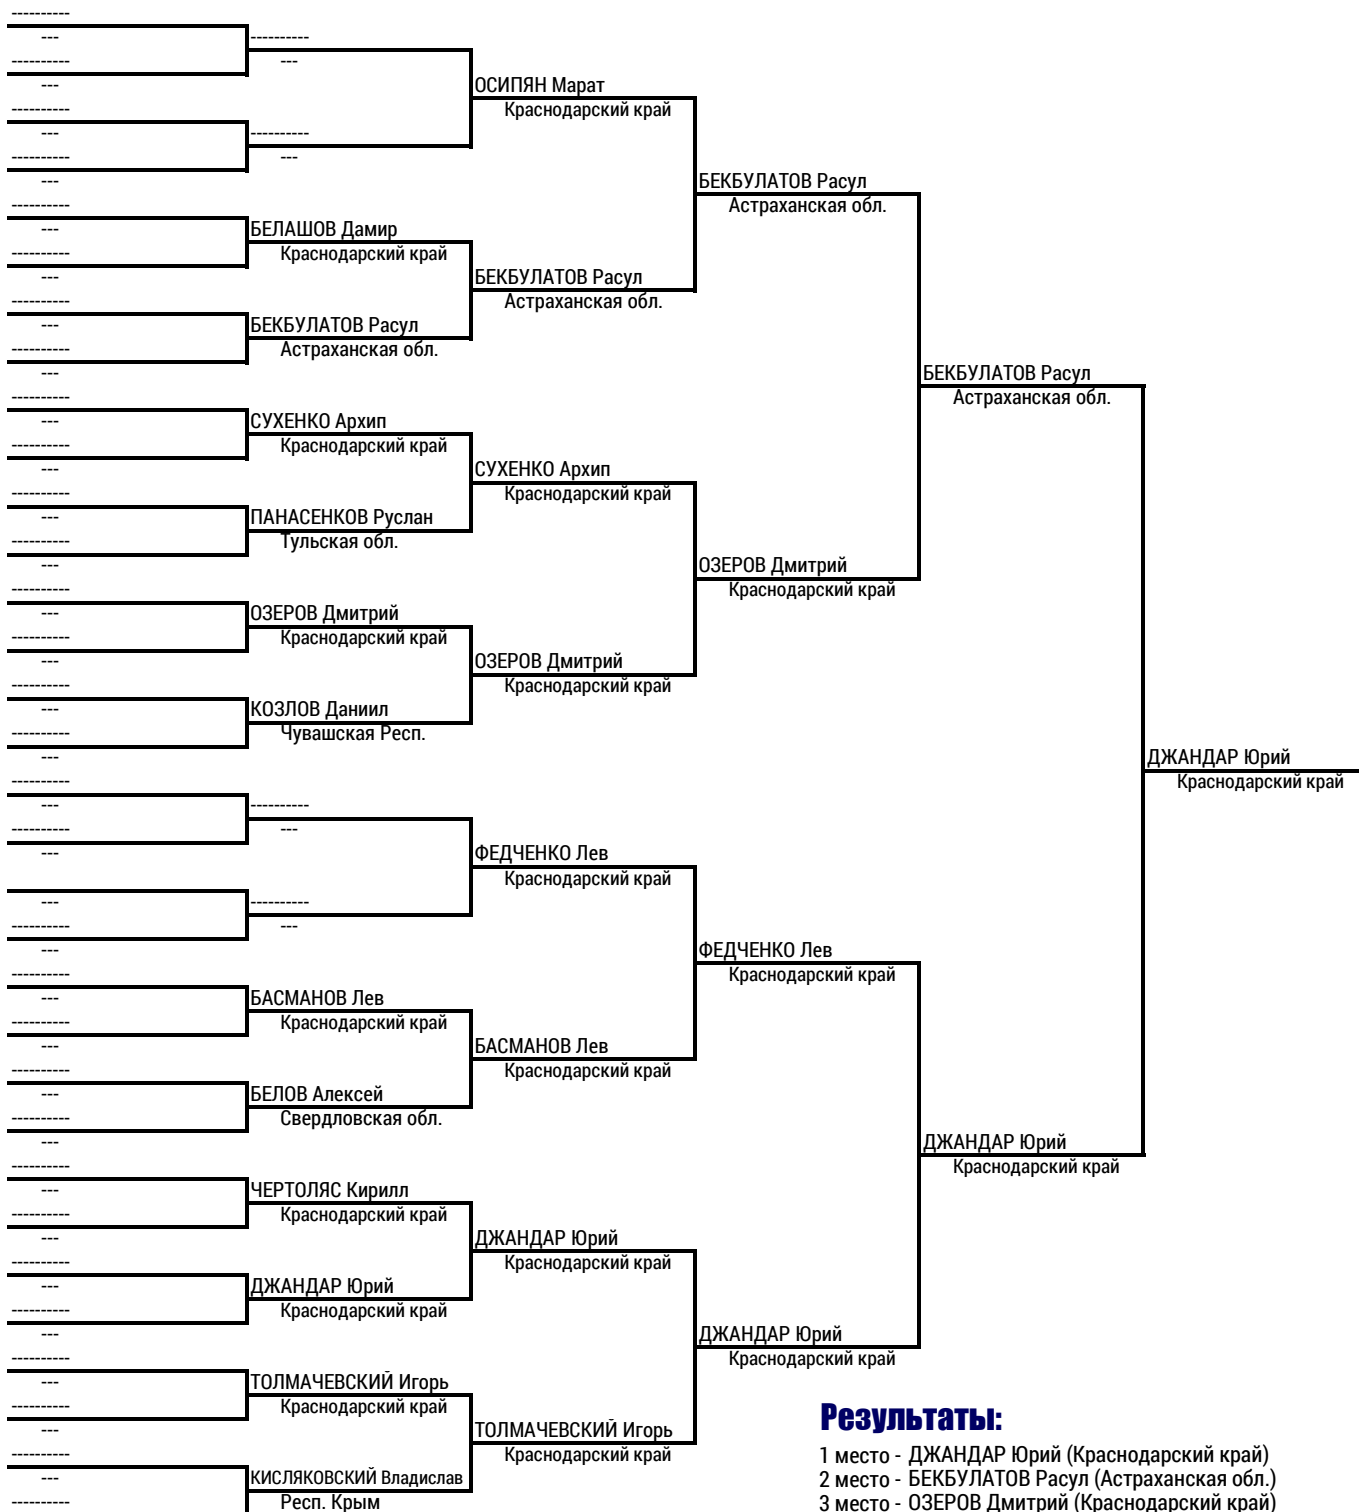 ----------
---
----------
---
----------
---
----------
---
----------
---
----------
---
----------
---
----------
---
----------
---
----------
---
----------
---
----------
---
----------
---
----------
---
----------
---
----------
---
----------
---
----------
---
---
----------
---
----------
---
----------
---
----------
---
----------
---
----------
---
----------
---
----------
---
----------
---
----------
---
----------
---
----------
---
----------
----------
---
----------
---
БЕЛАШОВ Дамир
Краснодарский край
БЕКБУЛАТОВ Расул
Астраханская обл.
СУХЕНКО Архип
Краснодарский край
ПАНАСЕНКОВ Руслан
Тульская обл.
ОЗЕРОВ Дмитрий
Краснодарский край
КОЗЛОВ Даниил
Чувашская Респ.
----------
---
----------
---
БАСМАНОВ Лев
Краснодарский край
БЕЛОВ Алексей
Свердловская обл.
ЧЕРТОЛЯС Кирилл
Краснодарский край
ДЖАНДАР Юрий
Краснодарский край
ТОЛМАЧЕВСКИЙ Игорь
Краснодарский край
КИСЛЯКОВСКИЙ Владислав
Респ. Крым
ОСИПЯН Марат
Краснодарский край
БЕКБУЛАТОВ Расул
Астраханская обл.
СУХЕНКО Архип
Краснодарский край
ОЗЕРОВ Дмитрий
Краснодарский край
ФЕДЧЕНКО Лев
Краснодарский край
БАСМАНОВ Лев
Краснодарский край
ДЖАНДАР Юрий
Краснодарский край
ТОЛМАЧЕВСКИЙ Игорь
Краснодарский край
БЕКБУЛАТОВ Расул
Астраханская обл.
ОЗЕРОВ Дмитрий
Краснодарский край
ФЕДЧЕНКО Лев
Краснодарский край
ДЖАНДАР Юрий
Краснодарский край
БЕКБУЛАТОВ Расул
Астраханская обл.
ДЖАНДАР Юрий
Краснодарский край
ДЖАНДАР Юрий
Краснодарский край
Результаты:
1 место - ДЖАНДАР Юрий (Краснодарский край)
2 место - БЕКБУЛАТОВ Расул (Астраханская обл.)
3 место - ОЗЕРОВ Дмитрий (Краснодарский край)